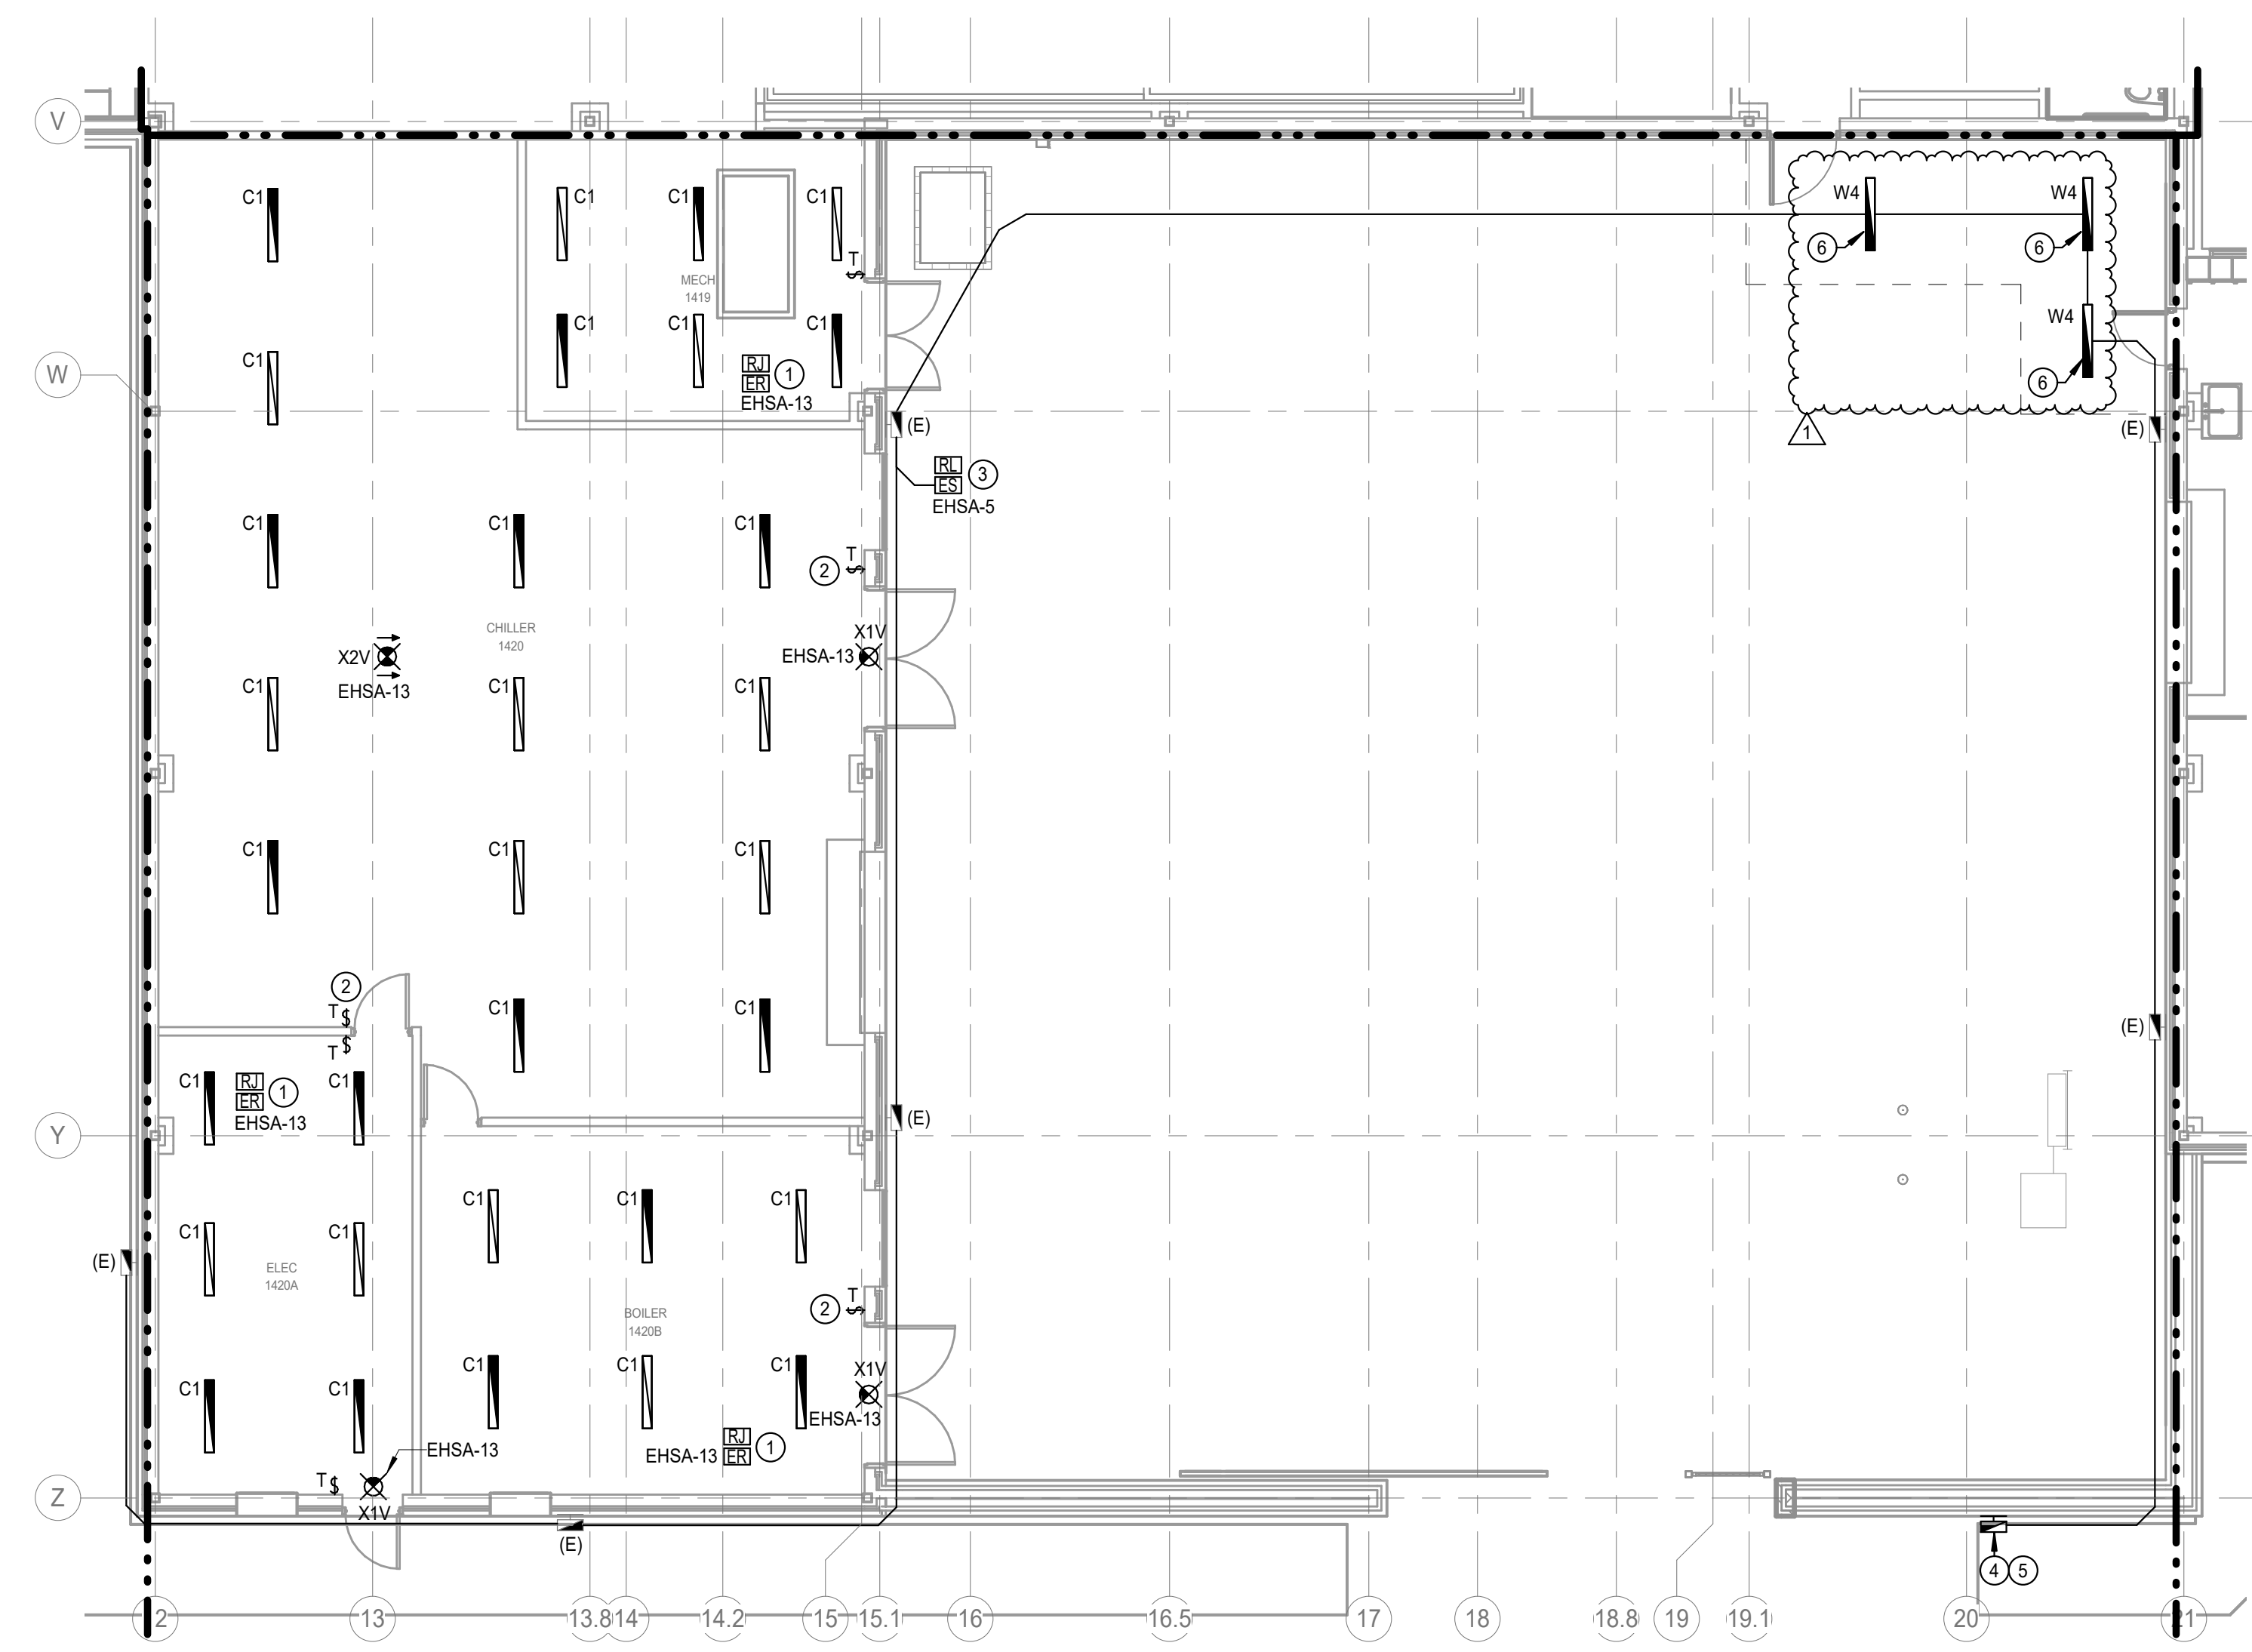 V
C1
C1
C1
C1
W4
W4
T
$
6
6
MECH
1419
C1
C1
C1
W4
W
C1
RJ
ER
1
EHSA-13
6
(E)
1
(E)
RL
ES
3
EHSA-5
C1
C1
C1
T
$
2
CHILLER
1420
X1V
EHSA-13
X2V
EHSA-13
C1
C1
C1
C1
C1
C1
2
T $
T $
C1
C1
(E)
C1
RJ
ER
1
EHSA-13
C1
(E)
Y
C1
C1
C1
C1
C1
(E)
ELEC
1420A
2
T
$
BOILER
1420B
C1
C1
C1
C1
C1
X1V
EHSA-13
EHSA-13
RJ
ER
1
EHSA-13
T $
X1V
Z
(E)
4
5
2
13
13.8
14
14.2
15
15.1
16
16.5
17
18
18.8
19
19.1
20
21